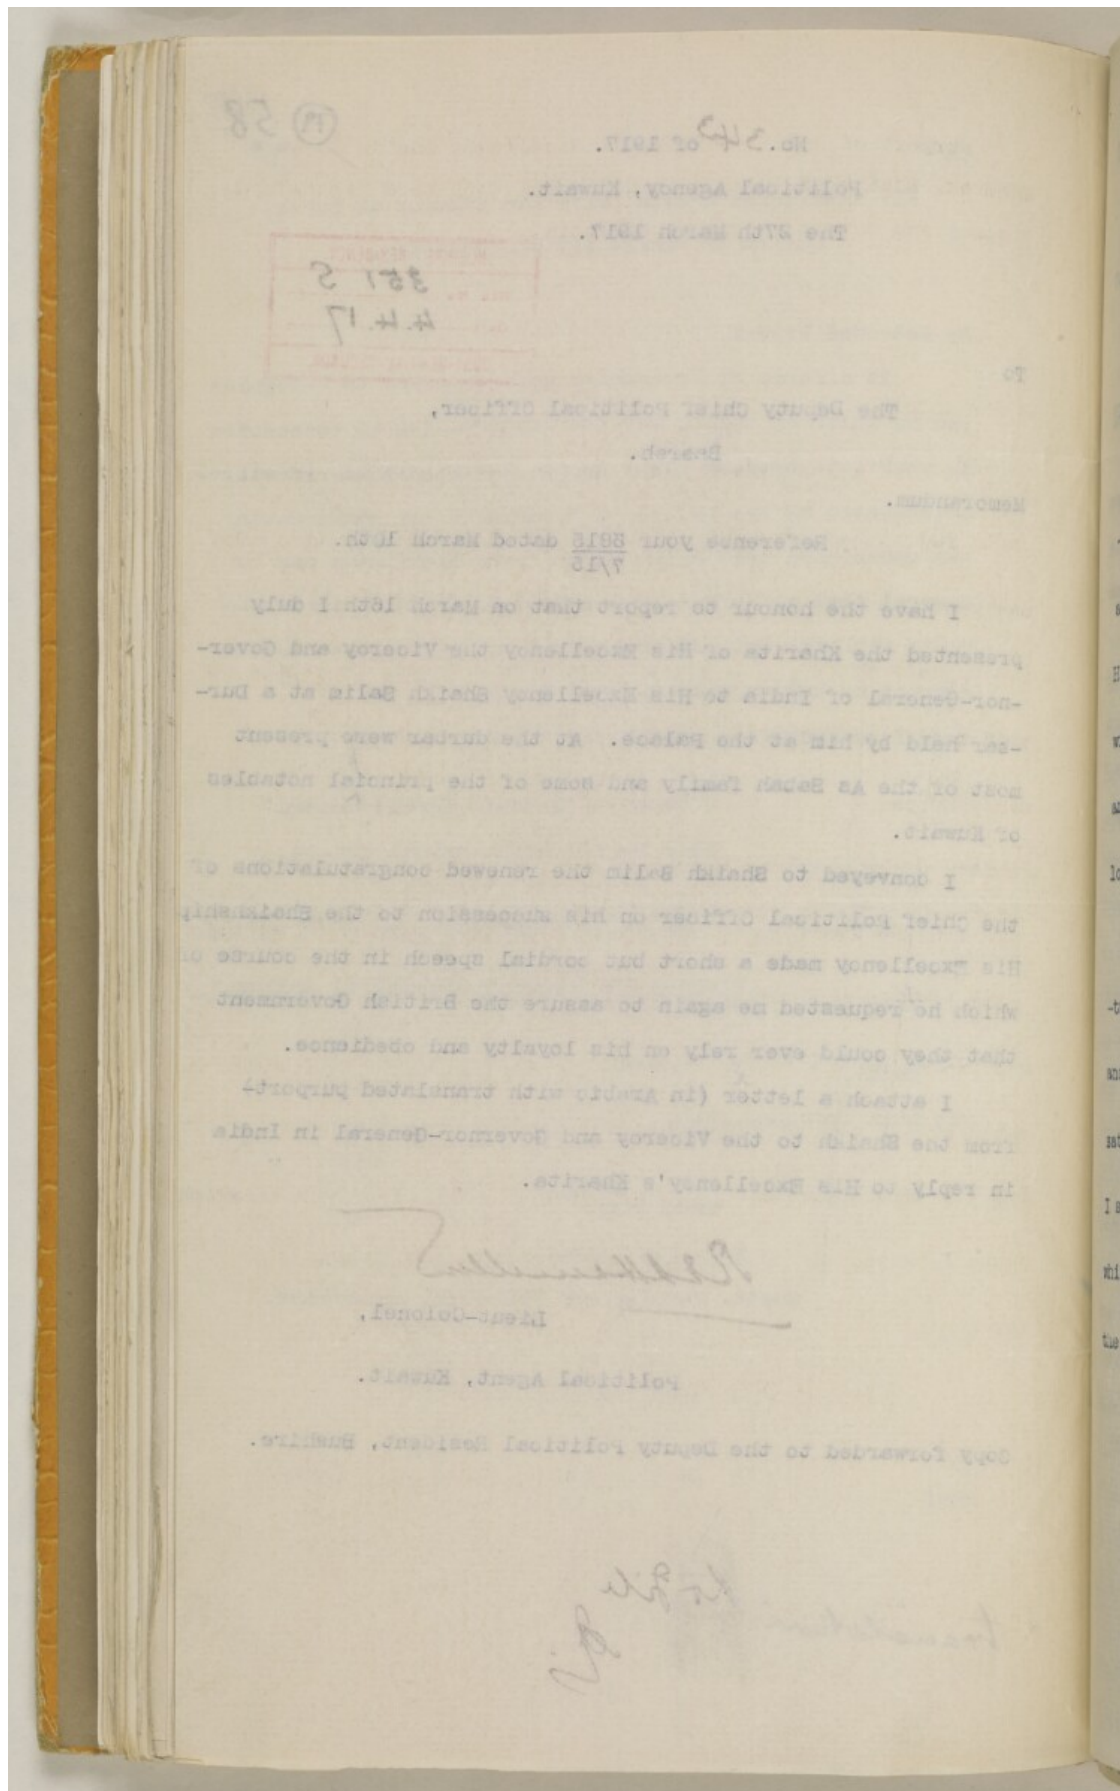 58
No. 343 of 1917.
Political Agency, Kuwait.
The 27th March 1917.
351 S
4.4.17
To
The Deputy Chief Political Officer,
Basrah.
Memorandum.
Reference your
7/15
dated March 10th.
I have the honour to report that on March 16th I duly
presented the Kharita of His Excellency the Viceroy and Gover-
-nor-General of India to His Excellency Shaikh Salim at a Dur-
-bar held by him at the Palace. At the durbar were present
most of the As Sabah family and some of the princial notables
of Kuwait.
I conveyed to Shaikh Salim the renewed congratulations of
the Chief Political Officer on his succession to the Shaikhship
His Excellency made a short but cordial speech in the course of
which he requested me again to assure the British Government
that they could ever rely on his loyalty and obedience.
I attach a letter (in Arabic with translated purport-
from the Shaikh to the Viceroy and Governor-General in India
in reply to His Excellency's Kharita.
Lieut-Colonel,
Political Agent, Kuwait.
Copy forwarded to the Deputy Political Resident, Bushire.